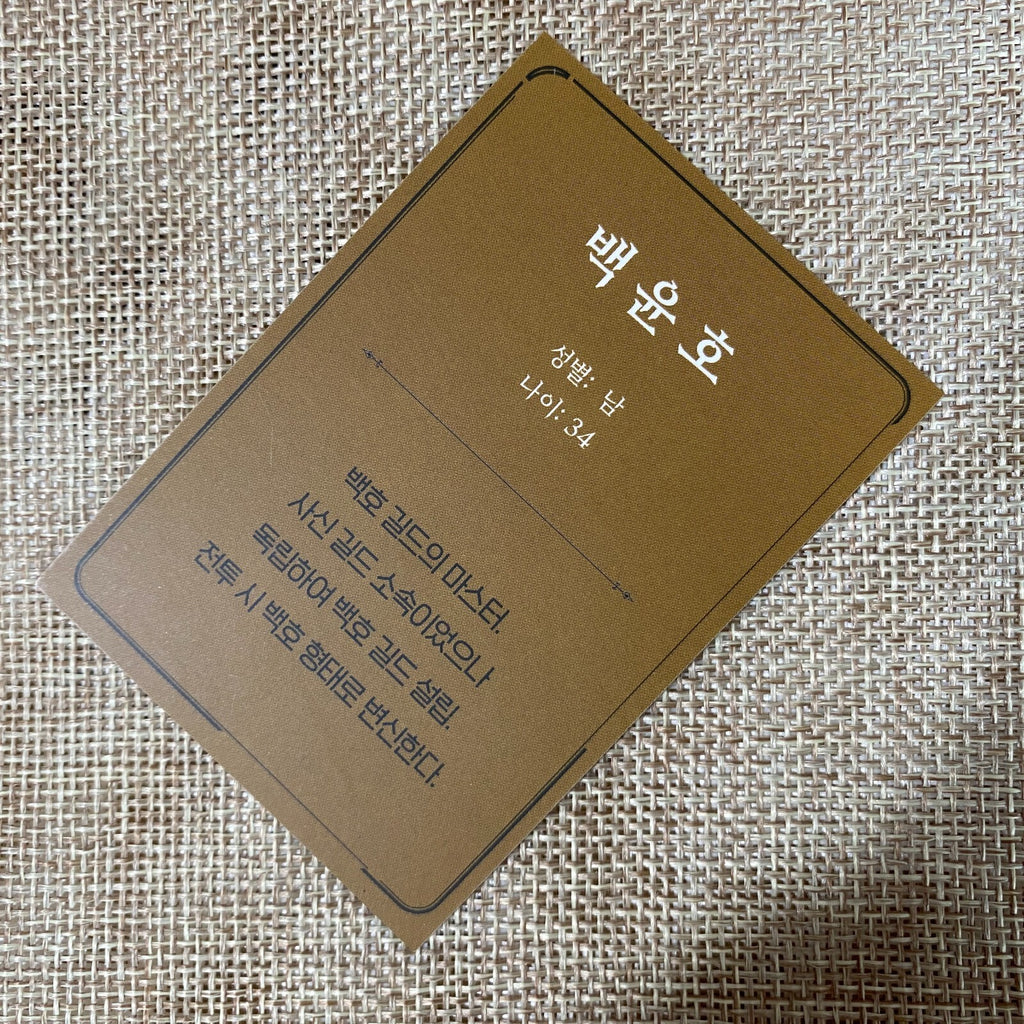 백윤호
성별: 남
나이: 34
백호 길드의 마스터.
사신 길드 소속이었으나
독립하여 백호 길드 설립.
전투 시 백호 형태로 변신한다.